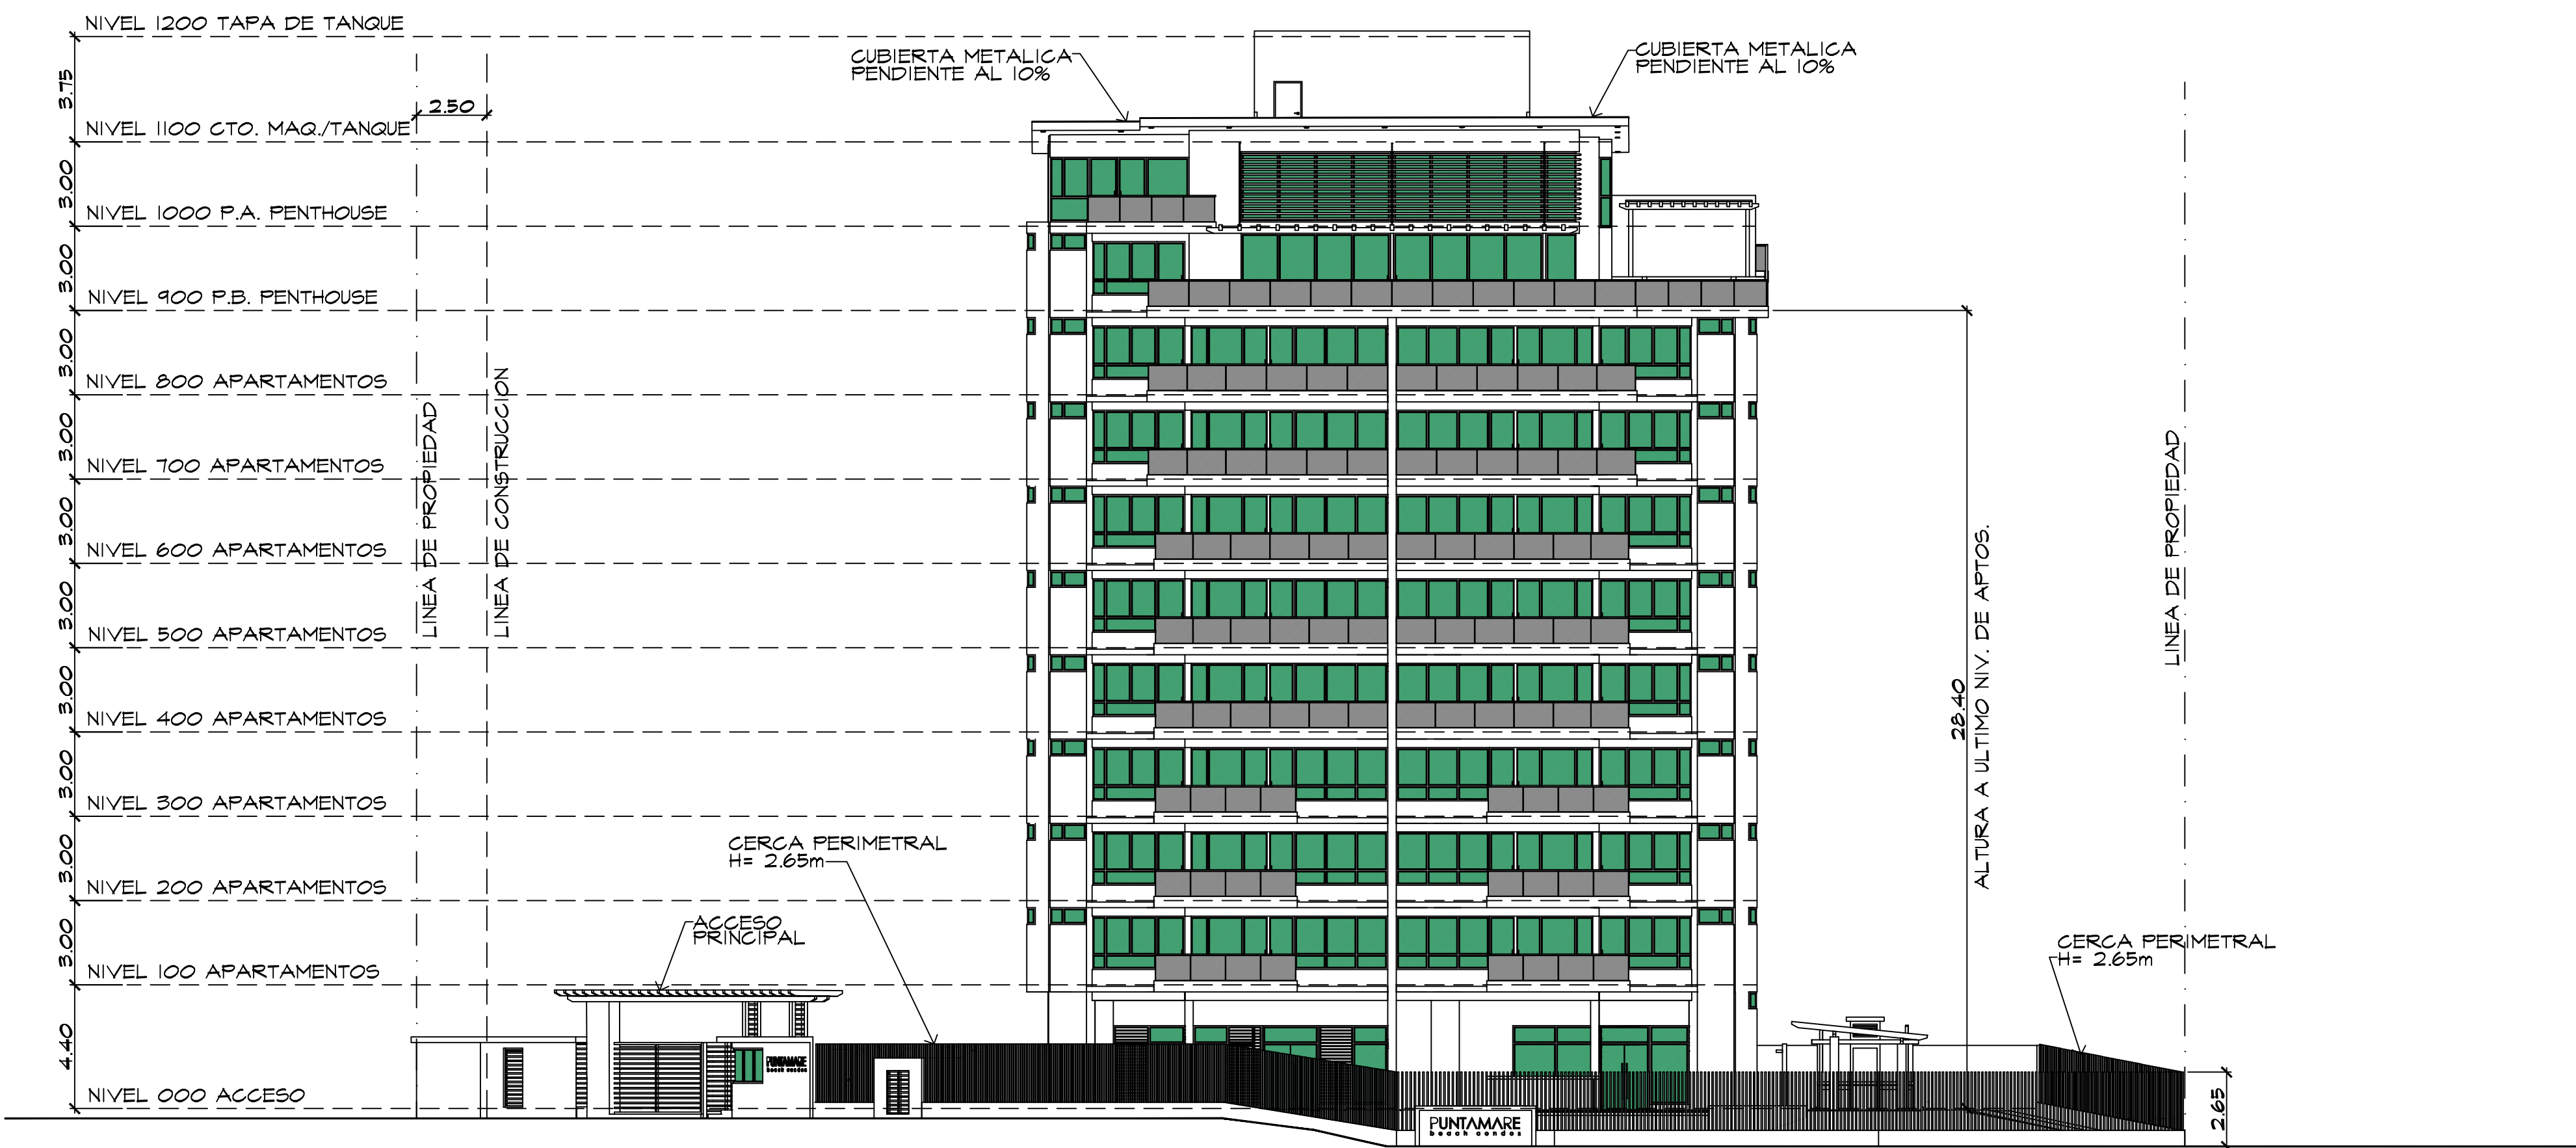 NIVEL 1200 TAPA DE TANQUE
CUBIERTA METALICA
PENDIENTE AL 10%
CUBIERTA METALICA
PENDIENTE AL 10%
3.75
2.50
NIVEL 1100 CTO. MAQ./TANQUE
3.00
NIVEL 1000 P.A. PENTHOUSE
3.00
NIVEL 900 P.B. PENTHOUSE
3.00
NIVEL 800 APARTAMENTOS
3.00
NIVEL 700 APARTAMENTOS
3.00
NIVEL 600 APARTAMENTOS
3.00
NIVEL 500 APARTAMENTOS
3.00
NIVEL 400 APARTAMENTOS
3.00
NIVEL 300 APARTAMENTOS
3.00
NIVEL 200 APARTAMENTOS
3.00
NIVEL 100 APARTAMENTOS
4.40
NIVEL 000 ACCESO
LINEA DE PROPIEDAD
LINEA DE CONSTRUCCION
CERCA PERIMETRAL
H= 2.65m
ACCESO
PRINCIPAL
PUNTAMARE
beach condos
PUNTAMARE
beach condos
28.40
ALTURA A ULTIMO NIV. DE APTOS.
LINEA DE PROPIEDAD
CERCA PERIMETRAL
H= 2.65m
2.65